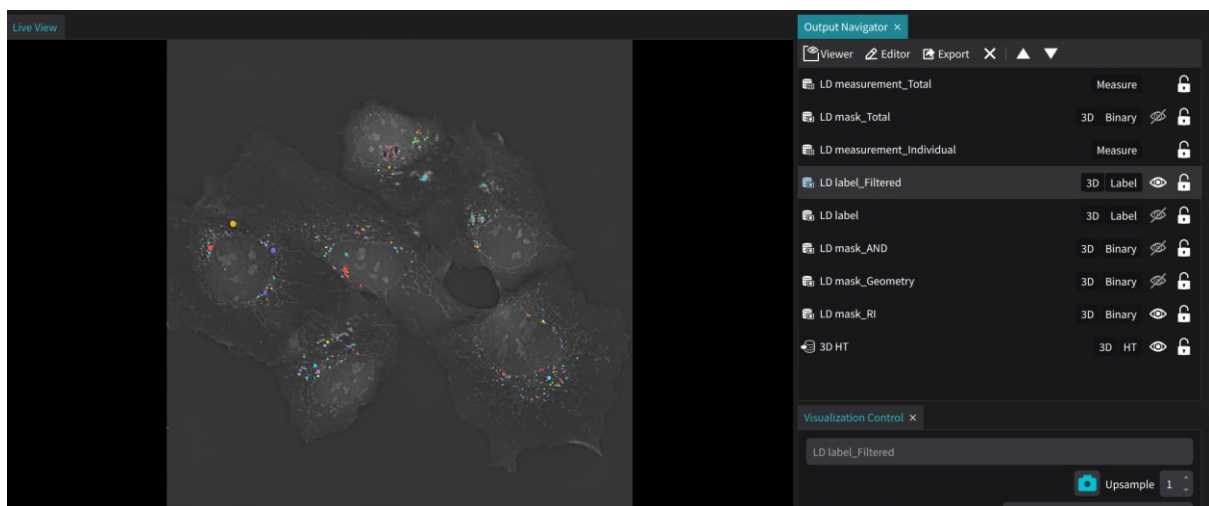 Live View
Output Navigator ×
Viewer Editor Export
LD measurement_Total Measure
LD mask_Total 3D Binary
LD measurement_Individual Measure
LD label_Filtered 3D Label
LD label 3D Label
LD mask_AND 3D Binary
LD mask_Geometry 3D Binary
LD mask_RI 3D Binary
3D HT 3D HT
Visualization Control ×
LD label_Filtered
Upsample 1